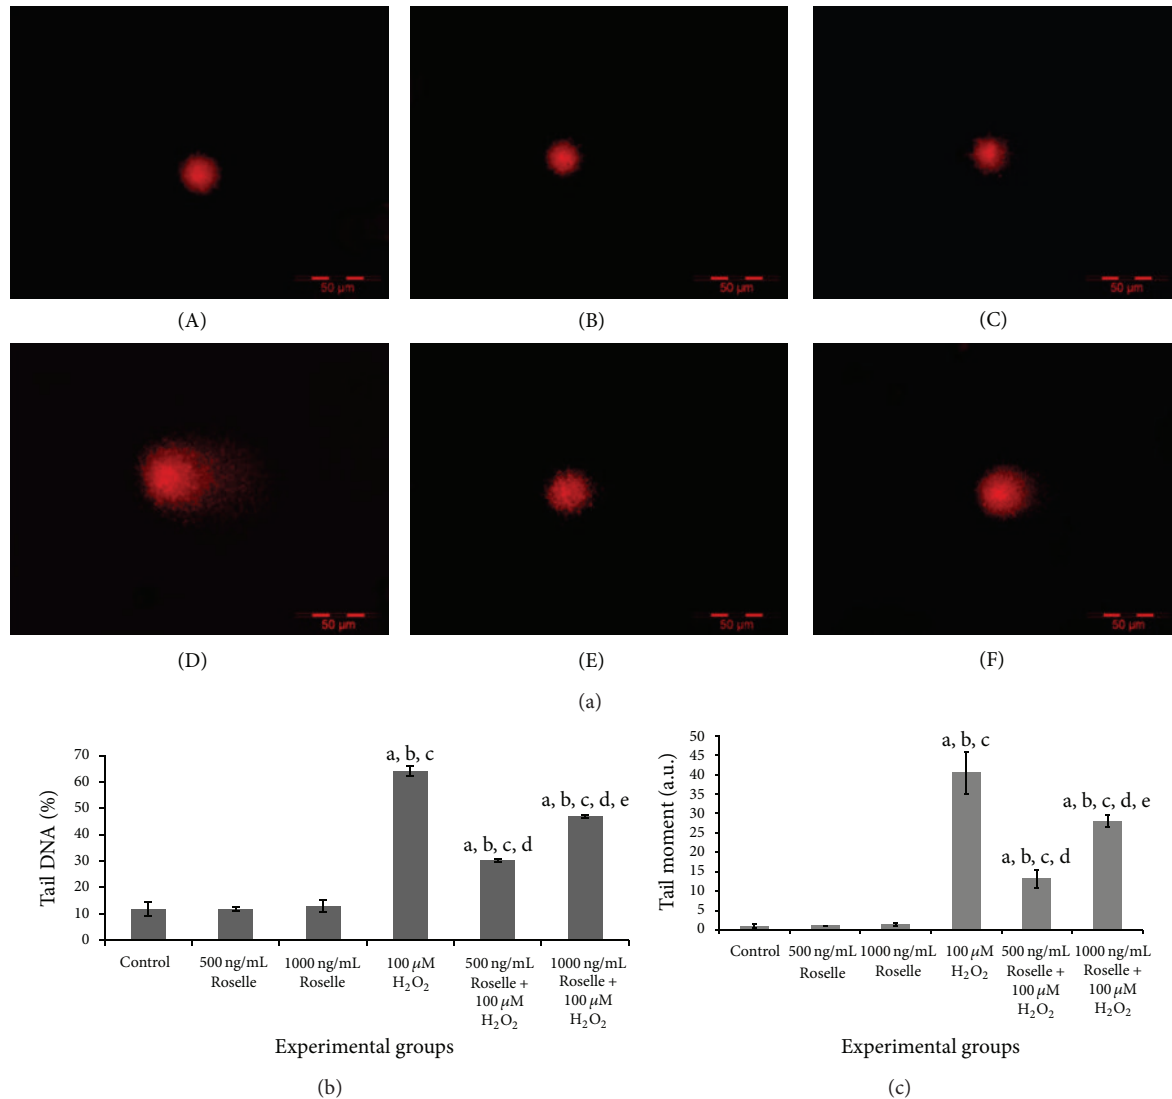 50 µm
50 µm
50 µm
(A)
(B)
(C)
50 µm
50 µm
50 µm
(D)
(E)
(F)
(a)
Tail DNA (%)
70
60
50
40
30
20
10
0
a, b, c
a, b, c, d
a, b, c, d, e
Control
500 ng/mL
Roselle
1000 ng/mL
Roselle
100 µM
H₂O₂
500 ng/mL
Roselle +
100 µM
H₂O₂
1000 ng/mL
Roselle +
100 µM
H₂O₂
Experimental groups
(b)
Tail moment (a.u.)
50
45
40
35
30
25
20
15
10
5
0
a, b, c
a, b, c, d
a, b, c, d, e
Control
500 ng/mL
Roselle
1000 ng/mL
Roselle
100 µM
H₂O₂
500 ng/mL
Roselle +
100 µM
H₂O₂
1000 ng/mL
Roselle +
100 µM
H₂O₂
Experimental groups
(c)